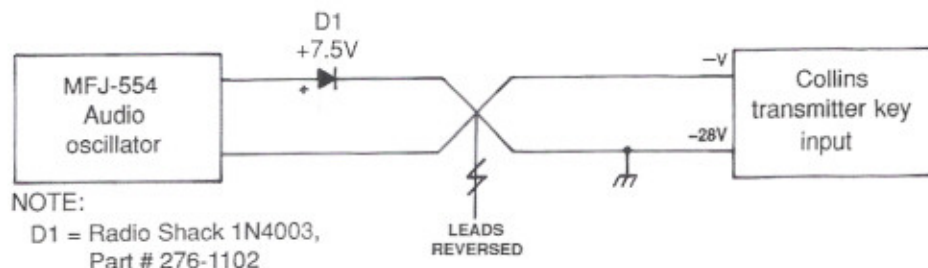 D1
+7.5V
MFJ-554
Audio
oscillator
+
–V
–28V
Collins
transmitter key
input
LEADS
REVERSED
NOTE:
D1 = Radio Shack 1N4003,
Part # 276-1102